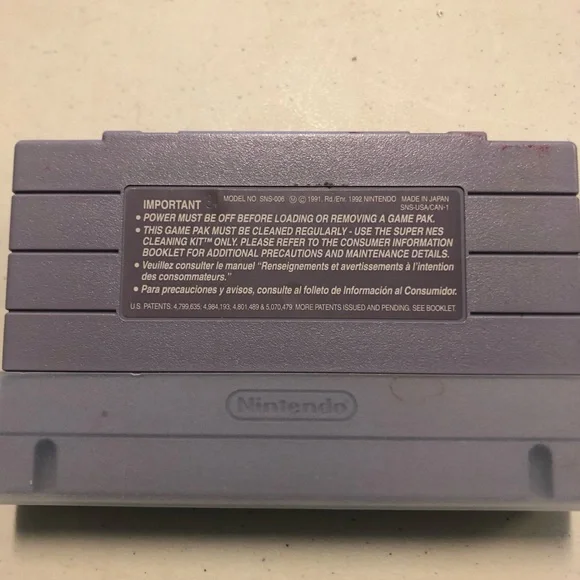 IMPORTANT MODEL NO. SNS-006 Ⓜ © 1991. Rd./Enr. 1992 NINTENDO MADE IN JAPAN
SNS-USA/CAN-1
• POWER MUST BE OFF BEFORE LOADING OR REMOVING A GAME PAK.
• THIS GAME PAK MUST BE CLEANED REGULARLY - USE THE SUPER NES
CLEANING KIT™ ONLY. PLEASE REFER TO THE CONSUMER INFORMATION
BOOKLET FOR ADDITIONAL PRECAUTIONS AND MAINTENANCE DETAILS.
• Veuillez consulter le manuel "Renseignements et avertissements à l'intention
des consommateurs."
• Para precauciones y avisos, consulte al folleto de Información al Consumidor.
U.S. PATENTS: 4,799,635; 4,984,193; 4,801,489 & 5,070,479 MORE PATENTS ISSUED AND PENDING. SEE BOOKLET.
Nintendo